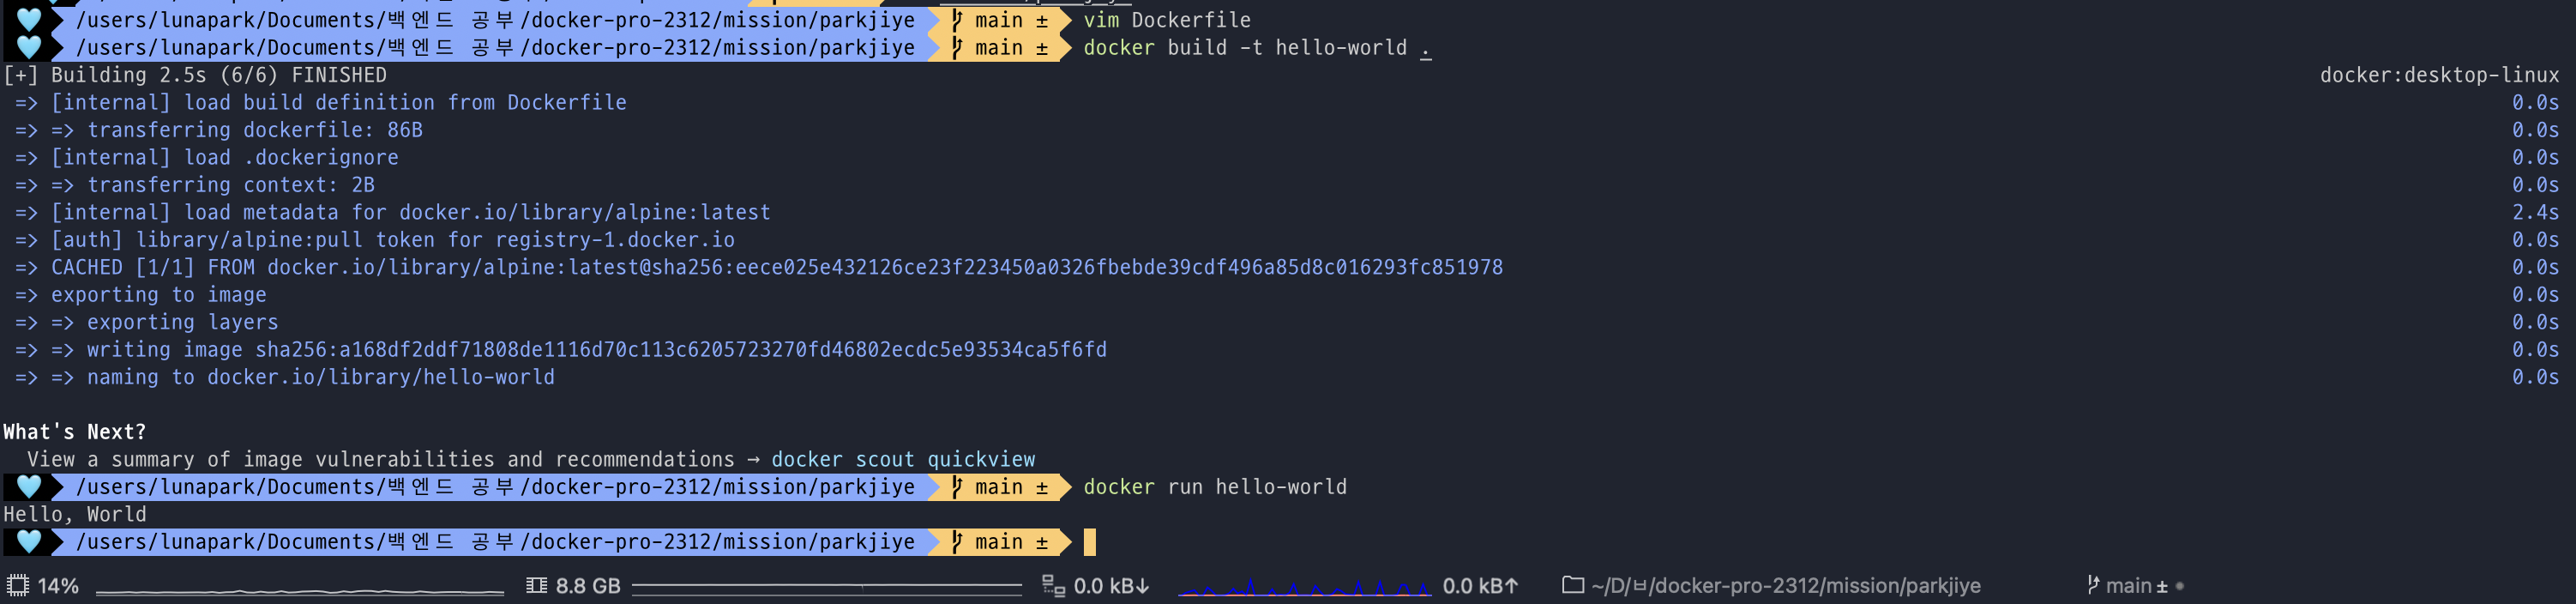 /users/lunapark/Documents/백엔드 공부/docker-pro-2312/mission/parkjiye main ± vim Dockerfile
/users/lunapark/Documents/백엔드 공부/docker-pro-2312/mission/parkjiye main ± docker build -t hello-world .
[+] Building 2.5s (6/6) FINISHED docker:desktop-linux
=> [internal] load build definition from Dockerfile 0.0s
=> => transferring dockerfile: 86B 0.0s
=> [internal] load .dockerignore 0.0s
=> => transferring context: 2B 0.0s
=> [internal] load metadata for docker.io/library/alpine:latest 2.4s
=> [auth] library/alpine:pull token for registry-1.docker.io 0.0s
=> CACHED [1/1] FROM docker.io/library/alpine:latest@sha256:eece025e432126ce23f223450a0326fbebde39cdf496a85d8c016293fc851978 0.0s
=> exporting to image 0.0s
=> => exporting layers 0.0s
=> => writing image sha256:a168df2ddf71808de1116d70c113c6205723270fd46802ecdc5e93534ca5f6fd 0.0s
=> => naming to docker.io/library/hello-world 0.0s
What's Next?
View a summary of image vulnerabilities and recommendations → docker scout quickview
/users/lunapark/Documents/백엔드 공부/docker-pro-2312/mission/parkjiye main ± docker run hello-world
Hello, World
/users/lunapark/Documents/백엔드 공부/docker-pro-2312/mission/parkjiye main ±
14% 8.8 GB 0.0 kB↓ 0.0 kB↑ ~/D/ㅂ/docker-pro-2312/mission/parkjiye main ± •